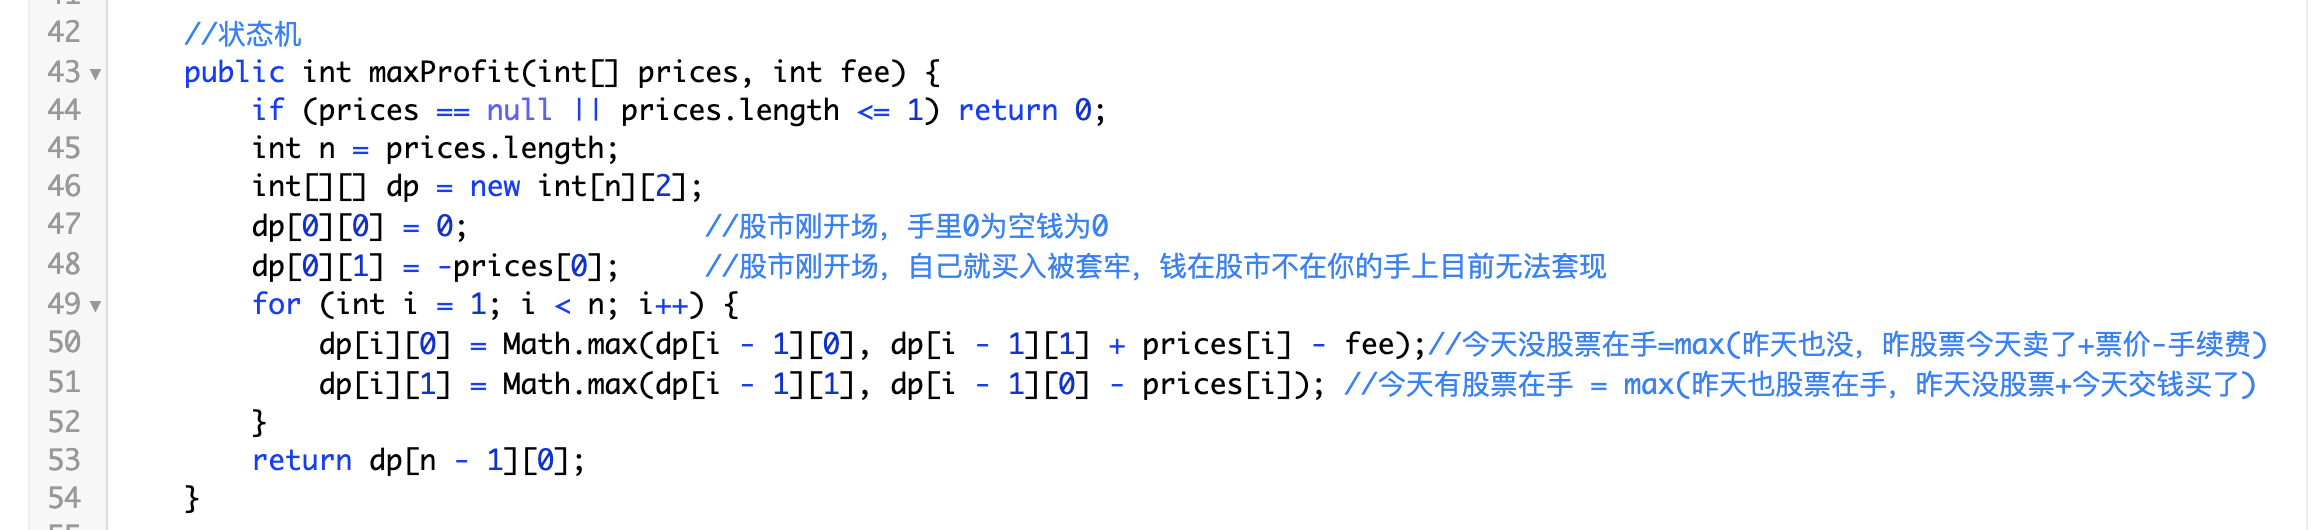 42 //状态机
43 public int maxProfit(int[] prices, int fee) {
44 if (prices == null || prices.length <= 1) return 0;
45 int n = prices.length;
46 int[][] dp = new int[n][2];
47 dp[0][0] = 0; //股市刚开场，手里0为空钱为0
48 dp[0][1] = -prices[0]; //股市刚开场，自己就买入被套牢，钱在股市不在你的手上目前无法套现
49 for (int i = 1; i < n; i++) {
50 dp[i][0] = Math.max(dp[i - 1][0], dp[i - 1][1] + prices[i] - fee);//今天没股票在手=max(昨天也没，昨股票今天卖了+票价-手续费)
51 dp[i][1] = Math.max(dp[i - 1][1], dp[i - 1][0] - prices[i]); //今天有股票在手 = max(昨天也股票在手，昨天没股票+今天交钱买了)
52 }
53 return dp[n - 1][0];
54 }